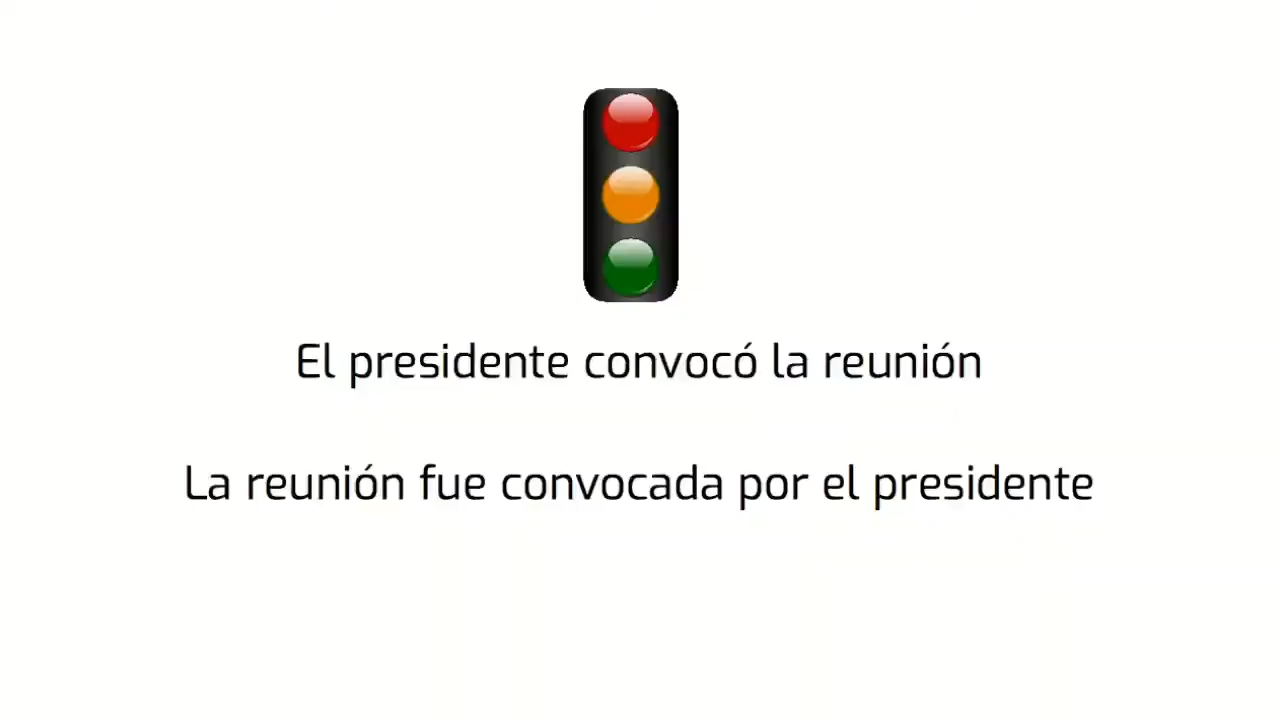 El presidente convocó la reunión
La reunión fue convocada por el presidente